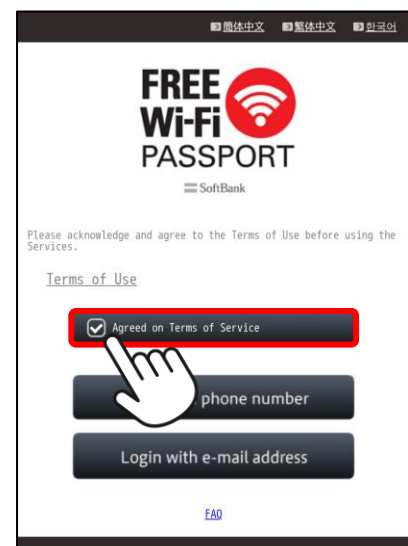 簡体中文 繁体中文 한국어
FREE
Wi-Fi
PASSPORT
SoftBank
Please acknowledge and agree to the Terms of Use before using the
Services.
Terms of Use
Agreed on Terms of Service
phone number
Login with e-mail address
FAQ